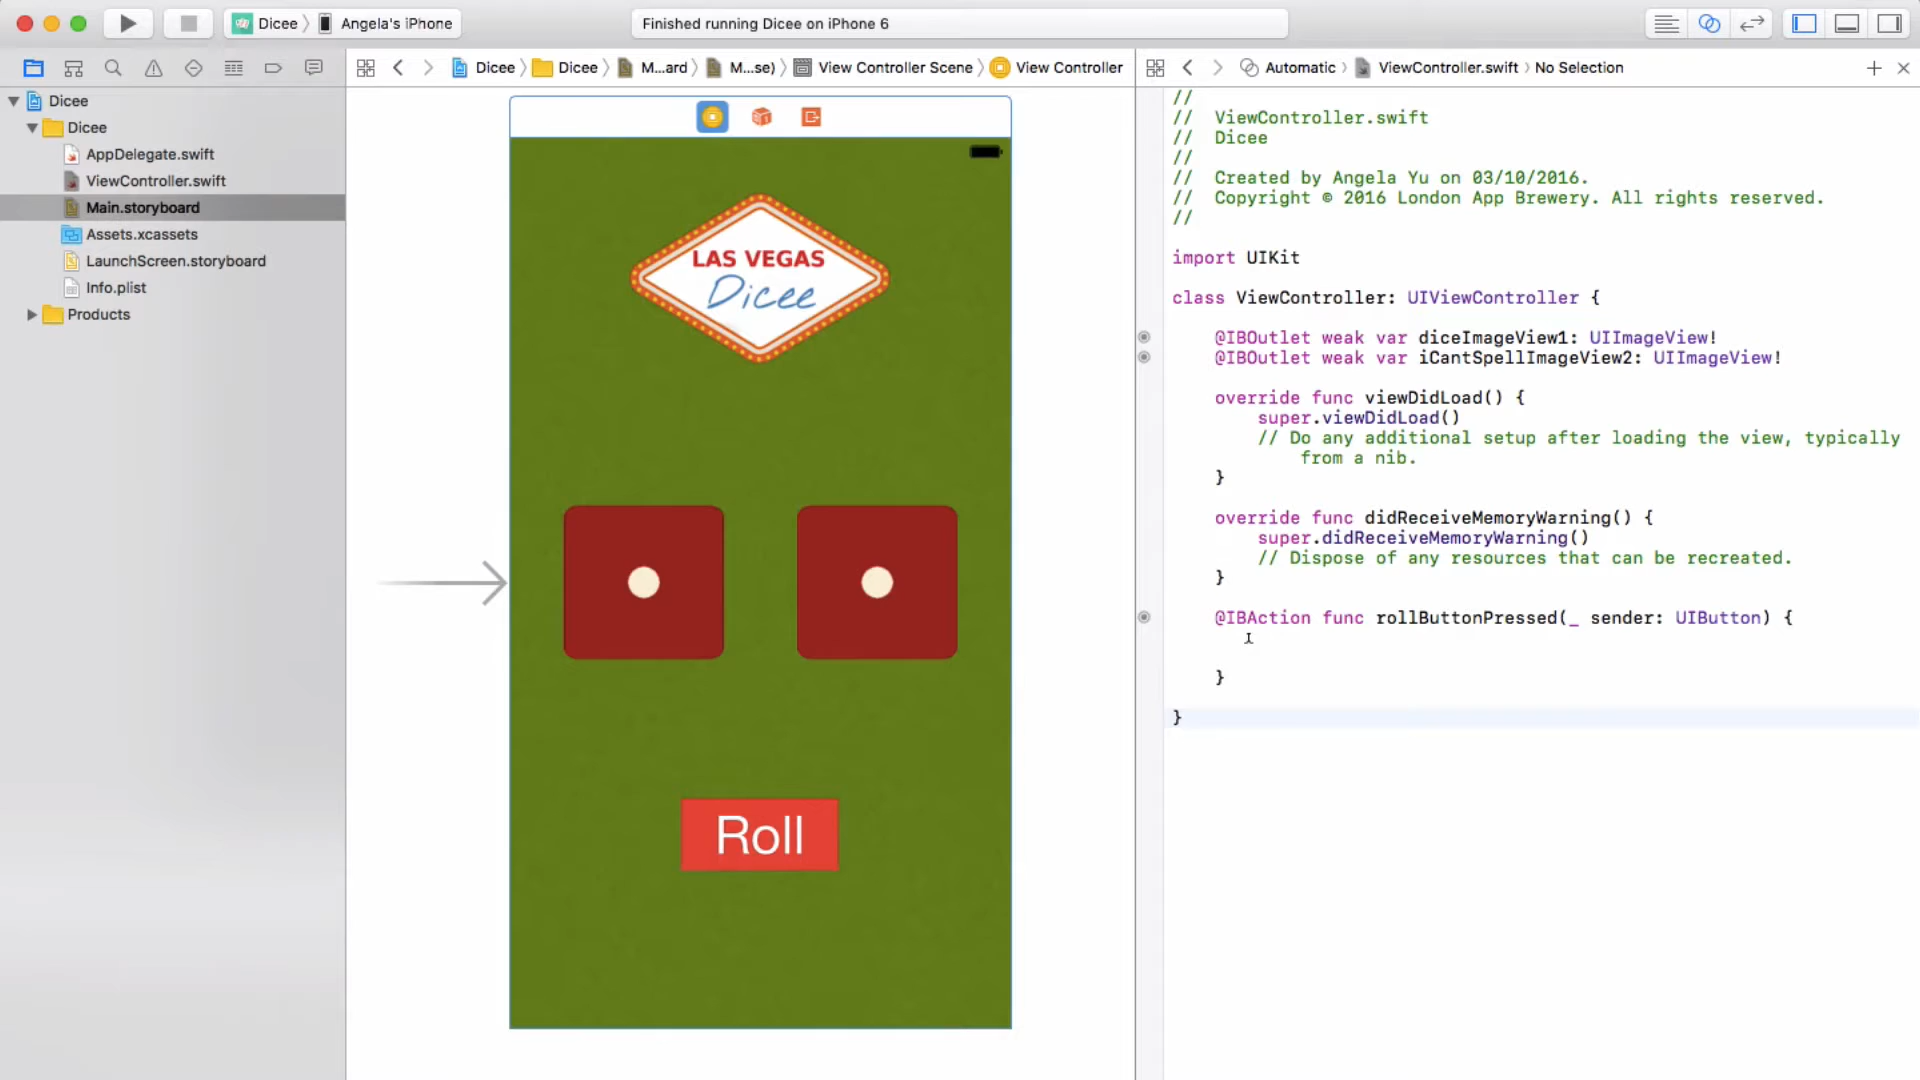 Dicee 〉 Angela's iPhone
Finished running Dicee on iPhone 6
Dicee 〉 Dicee 〉 M...ard 〉 M...se) 〉 View Controller Scene 〉 View Controller
Automatic 〉 ViewController.swift 〉 No Selection
Dicee
Dicee
AppDelegate.swift
ViewController.swift
Main.storyboard
Assets.xcassets
LaunchScreen.storyboard
Info.plist
Products
LAS VEGAS
Dicee
Roll
//
//  ViewController.swift
//  Dicee
//
//  Created by Angela Yu on 03/10/2016.
//  Copyright © 2016 London App Brewery. All rights reserved.
//
import UIKit
class ViewController: UIViewController {
@IBOutlet weak var diceImageView1: UIImageView!
@IBOutlet weak var iCantSpellImageView2: UIImageView!
override func viewDidLoad() {
super.viewDidLoad()
// Do any additional setup after loading the view, typically
from a nib.
}
override func didReceiveMemoryWarning() {
super.didReceiveMemoryWarning()
// Dispose of any resources that can be recreated.
}
@IBAction func rollButtonPressed(_ sender: UIButton) {
}
}